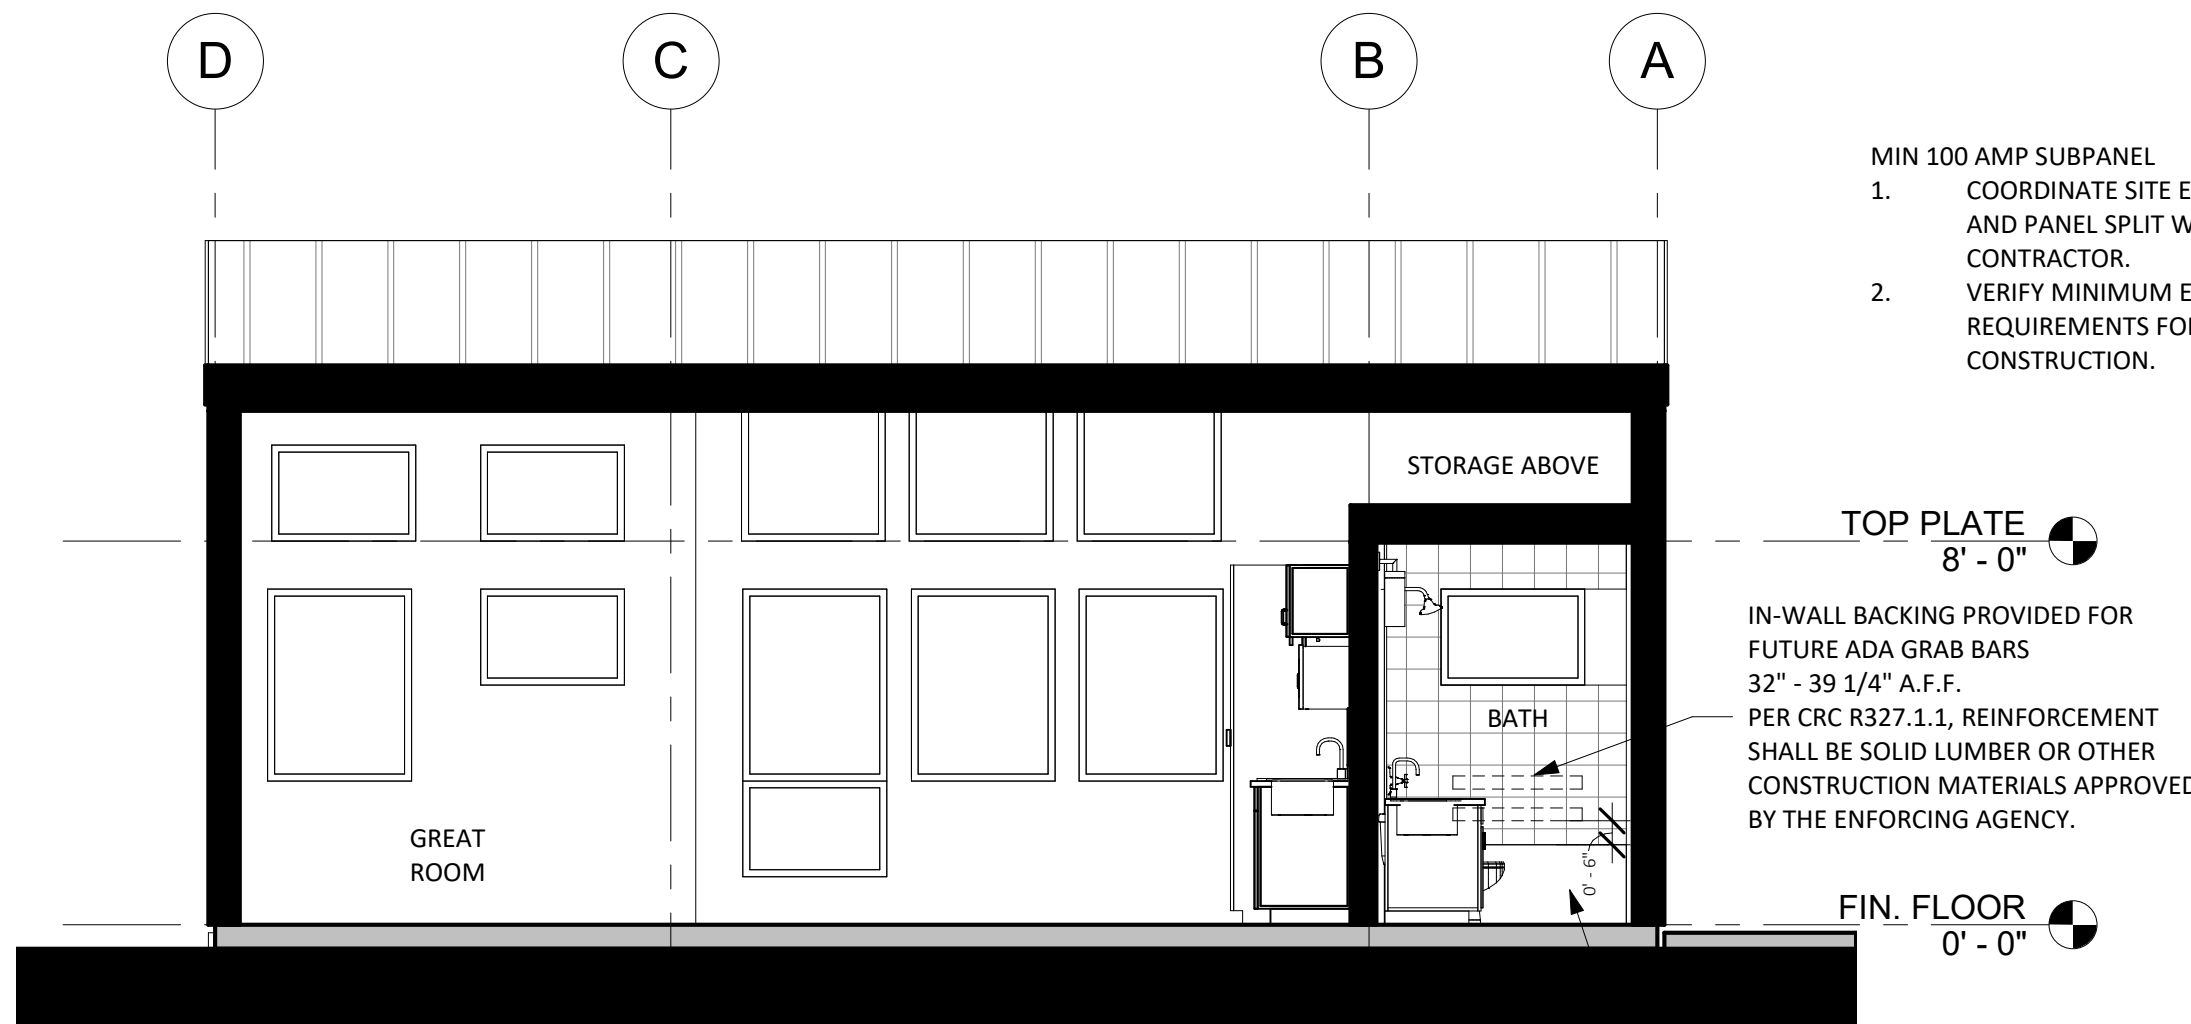 D
C
B
A
MIN 100 AMP SUBPANEL
1. COORDINATE SITE E
AND PANEL SPLIT W
CONTRACTOR.
2. VERIFY MINIMUM E
REQUIREMENTS FO
CONSTRUCTION.
STORAGE ABOVE
TOP PLATE
8' - 0"
IN-WALL BACKING PROVIDED FOR
FUTURE ADA GRAB BARS
32" - 39 1/4" A.F.F.
PER CRC R327.1.1, REINFORCEMENT
SHALL BE SOLID LUMBER OR OTHER
CONSTRUCTION MATERIALS APPROVED
BY THE ENFORCING AGENCY.
BATH
GREAT
ROOM
0' - 6"
FIN. FLOOR
0' - 0"